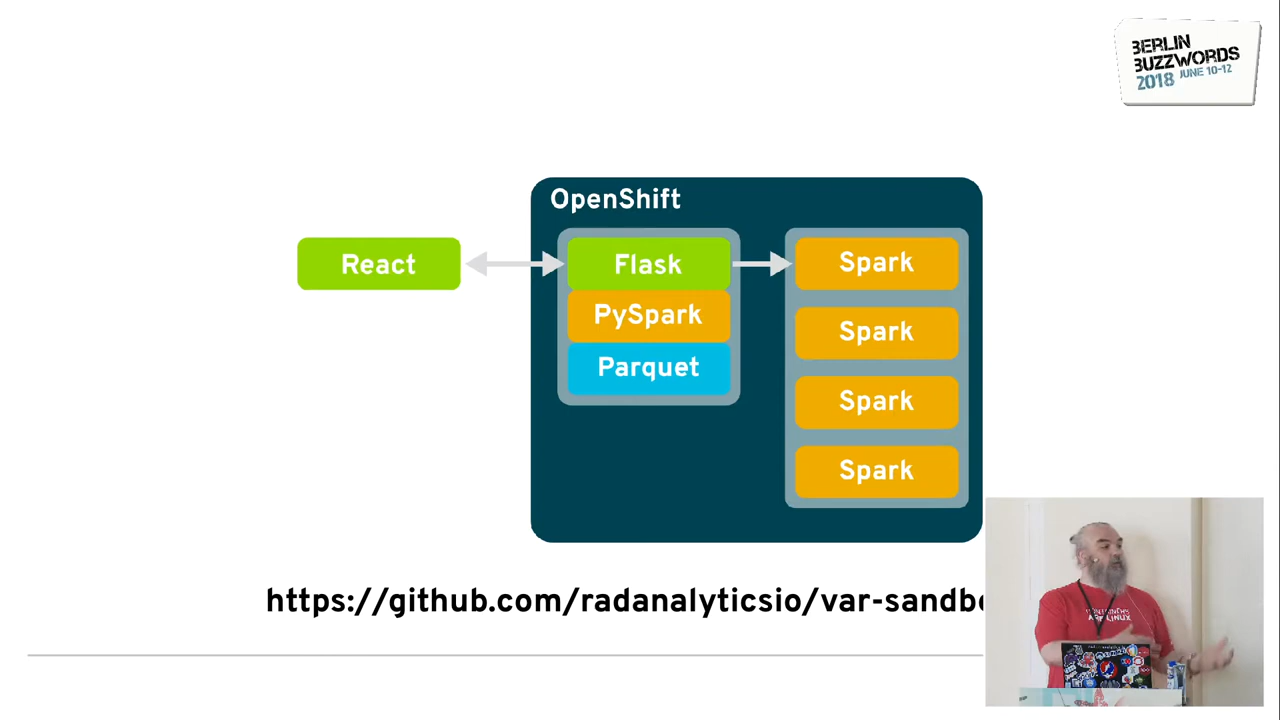 BERLIN
BUZZWORDS
2018 JUNE 10-12
OpenShift
React
Flask
PySpark
Parquet
Spark
Spark
Spark
Spark
https://github.com/radanalyticsio/var-sandb
LINUX